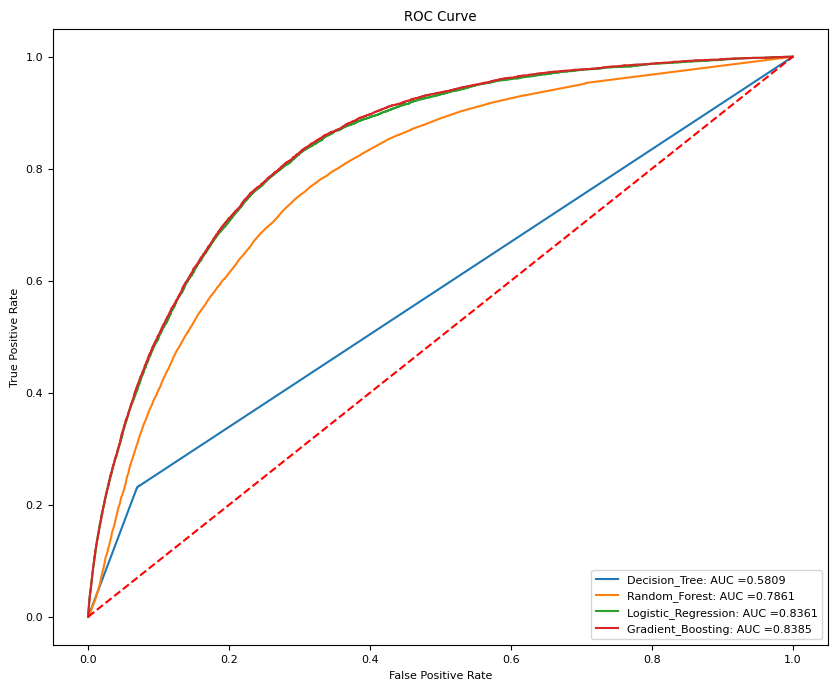 ROC Curve
1.0
0.8
0.6
0.4
0.2
0.0
True Positive Rate
Decision_Tree: AUC =0.5809
Random_Forest: AUC =0.7861
Logistic_Regression: AUC =0.8361
Gradient_Boosting: AUC =0.8385
0.0 0.2 0.4 0.6 0.8 1.0
False Positive Rate